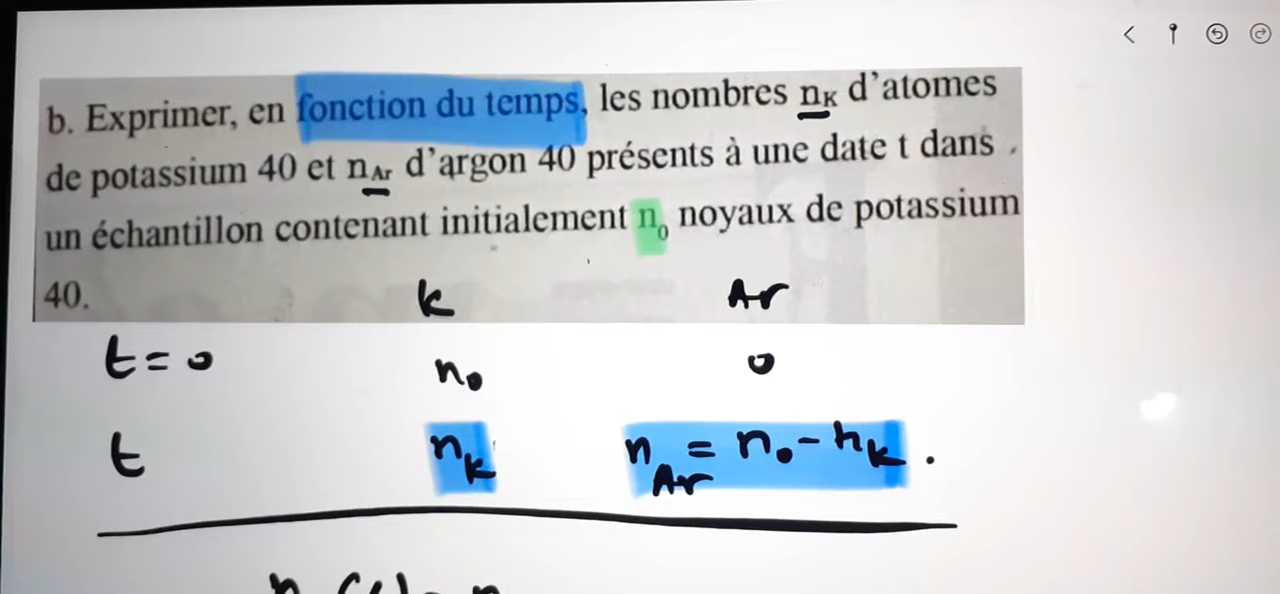 b. Exprimer, en fonction du temps, les nombres nK d'atomes
de potassium 40 et nAr d'argon 40 présents à une date t dans
un échantillon contenant initialement n0 noyaux de potassium
40.
K Ar
t=0 n0 0
t nK nAr = n0 - nK.